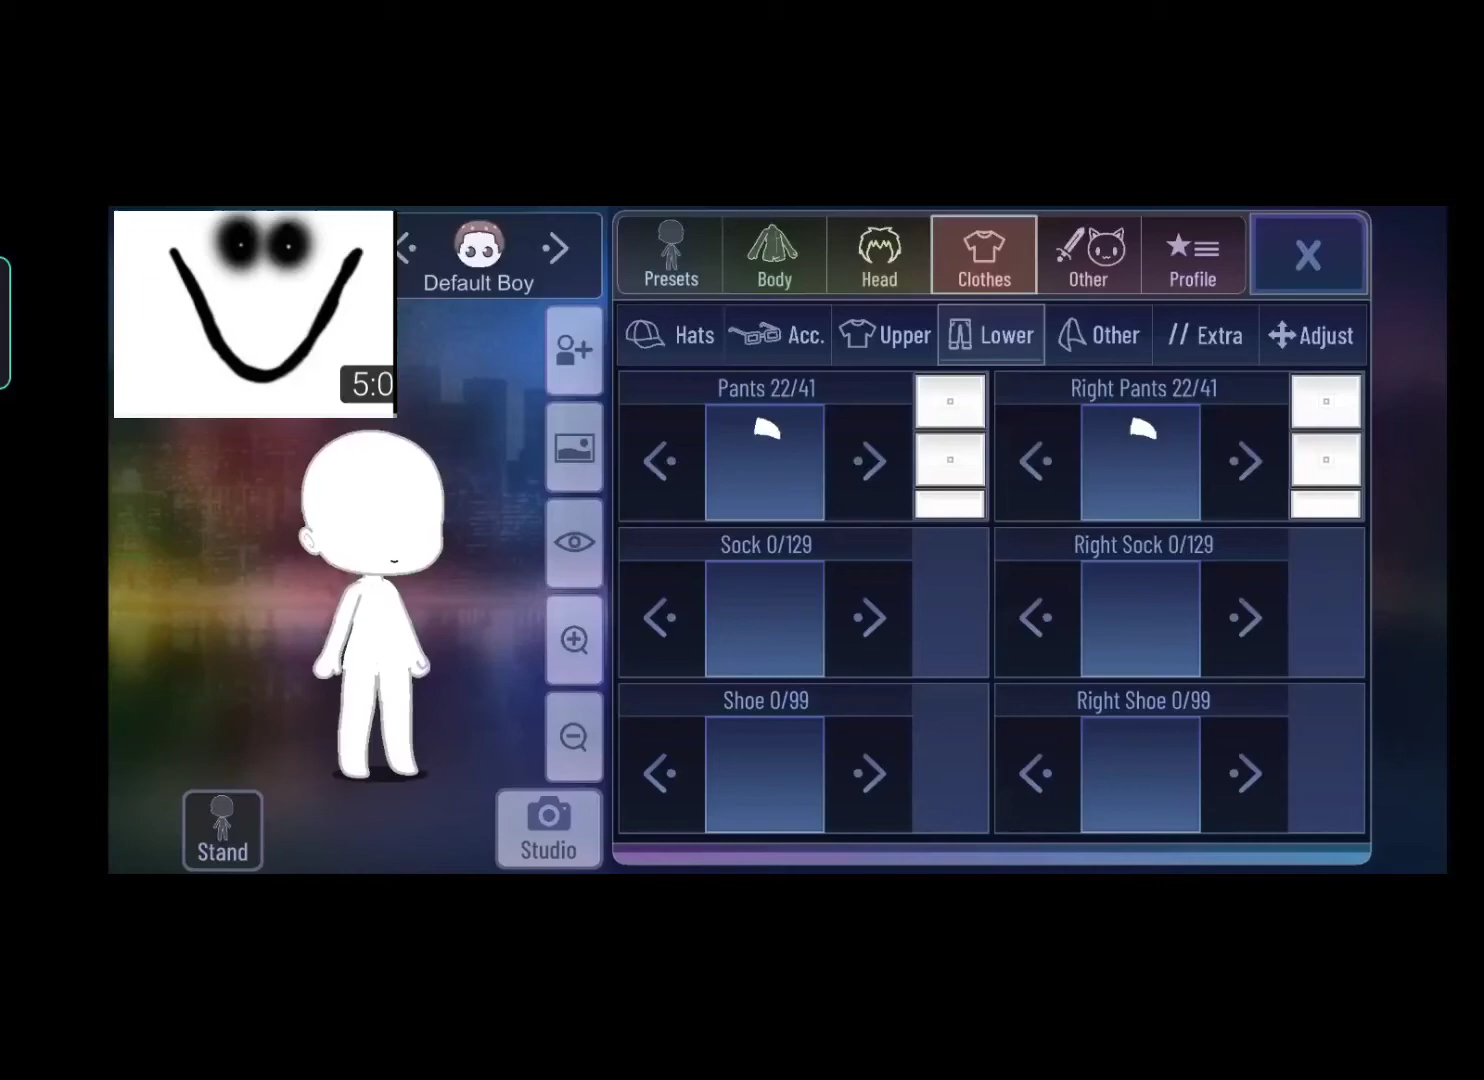 5:0
Default Boy
Presets
Body
Head
Clothes
Other
Profile
X
Hats
Acc.
Upper
Lower
Other
Extra
Adjust
Pants 22/41
Right Pants 22/41
Sock 0/129
Right Sock 0/129
Shoe 0/99
Right Shoe 0/99
Stand
Studio